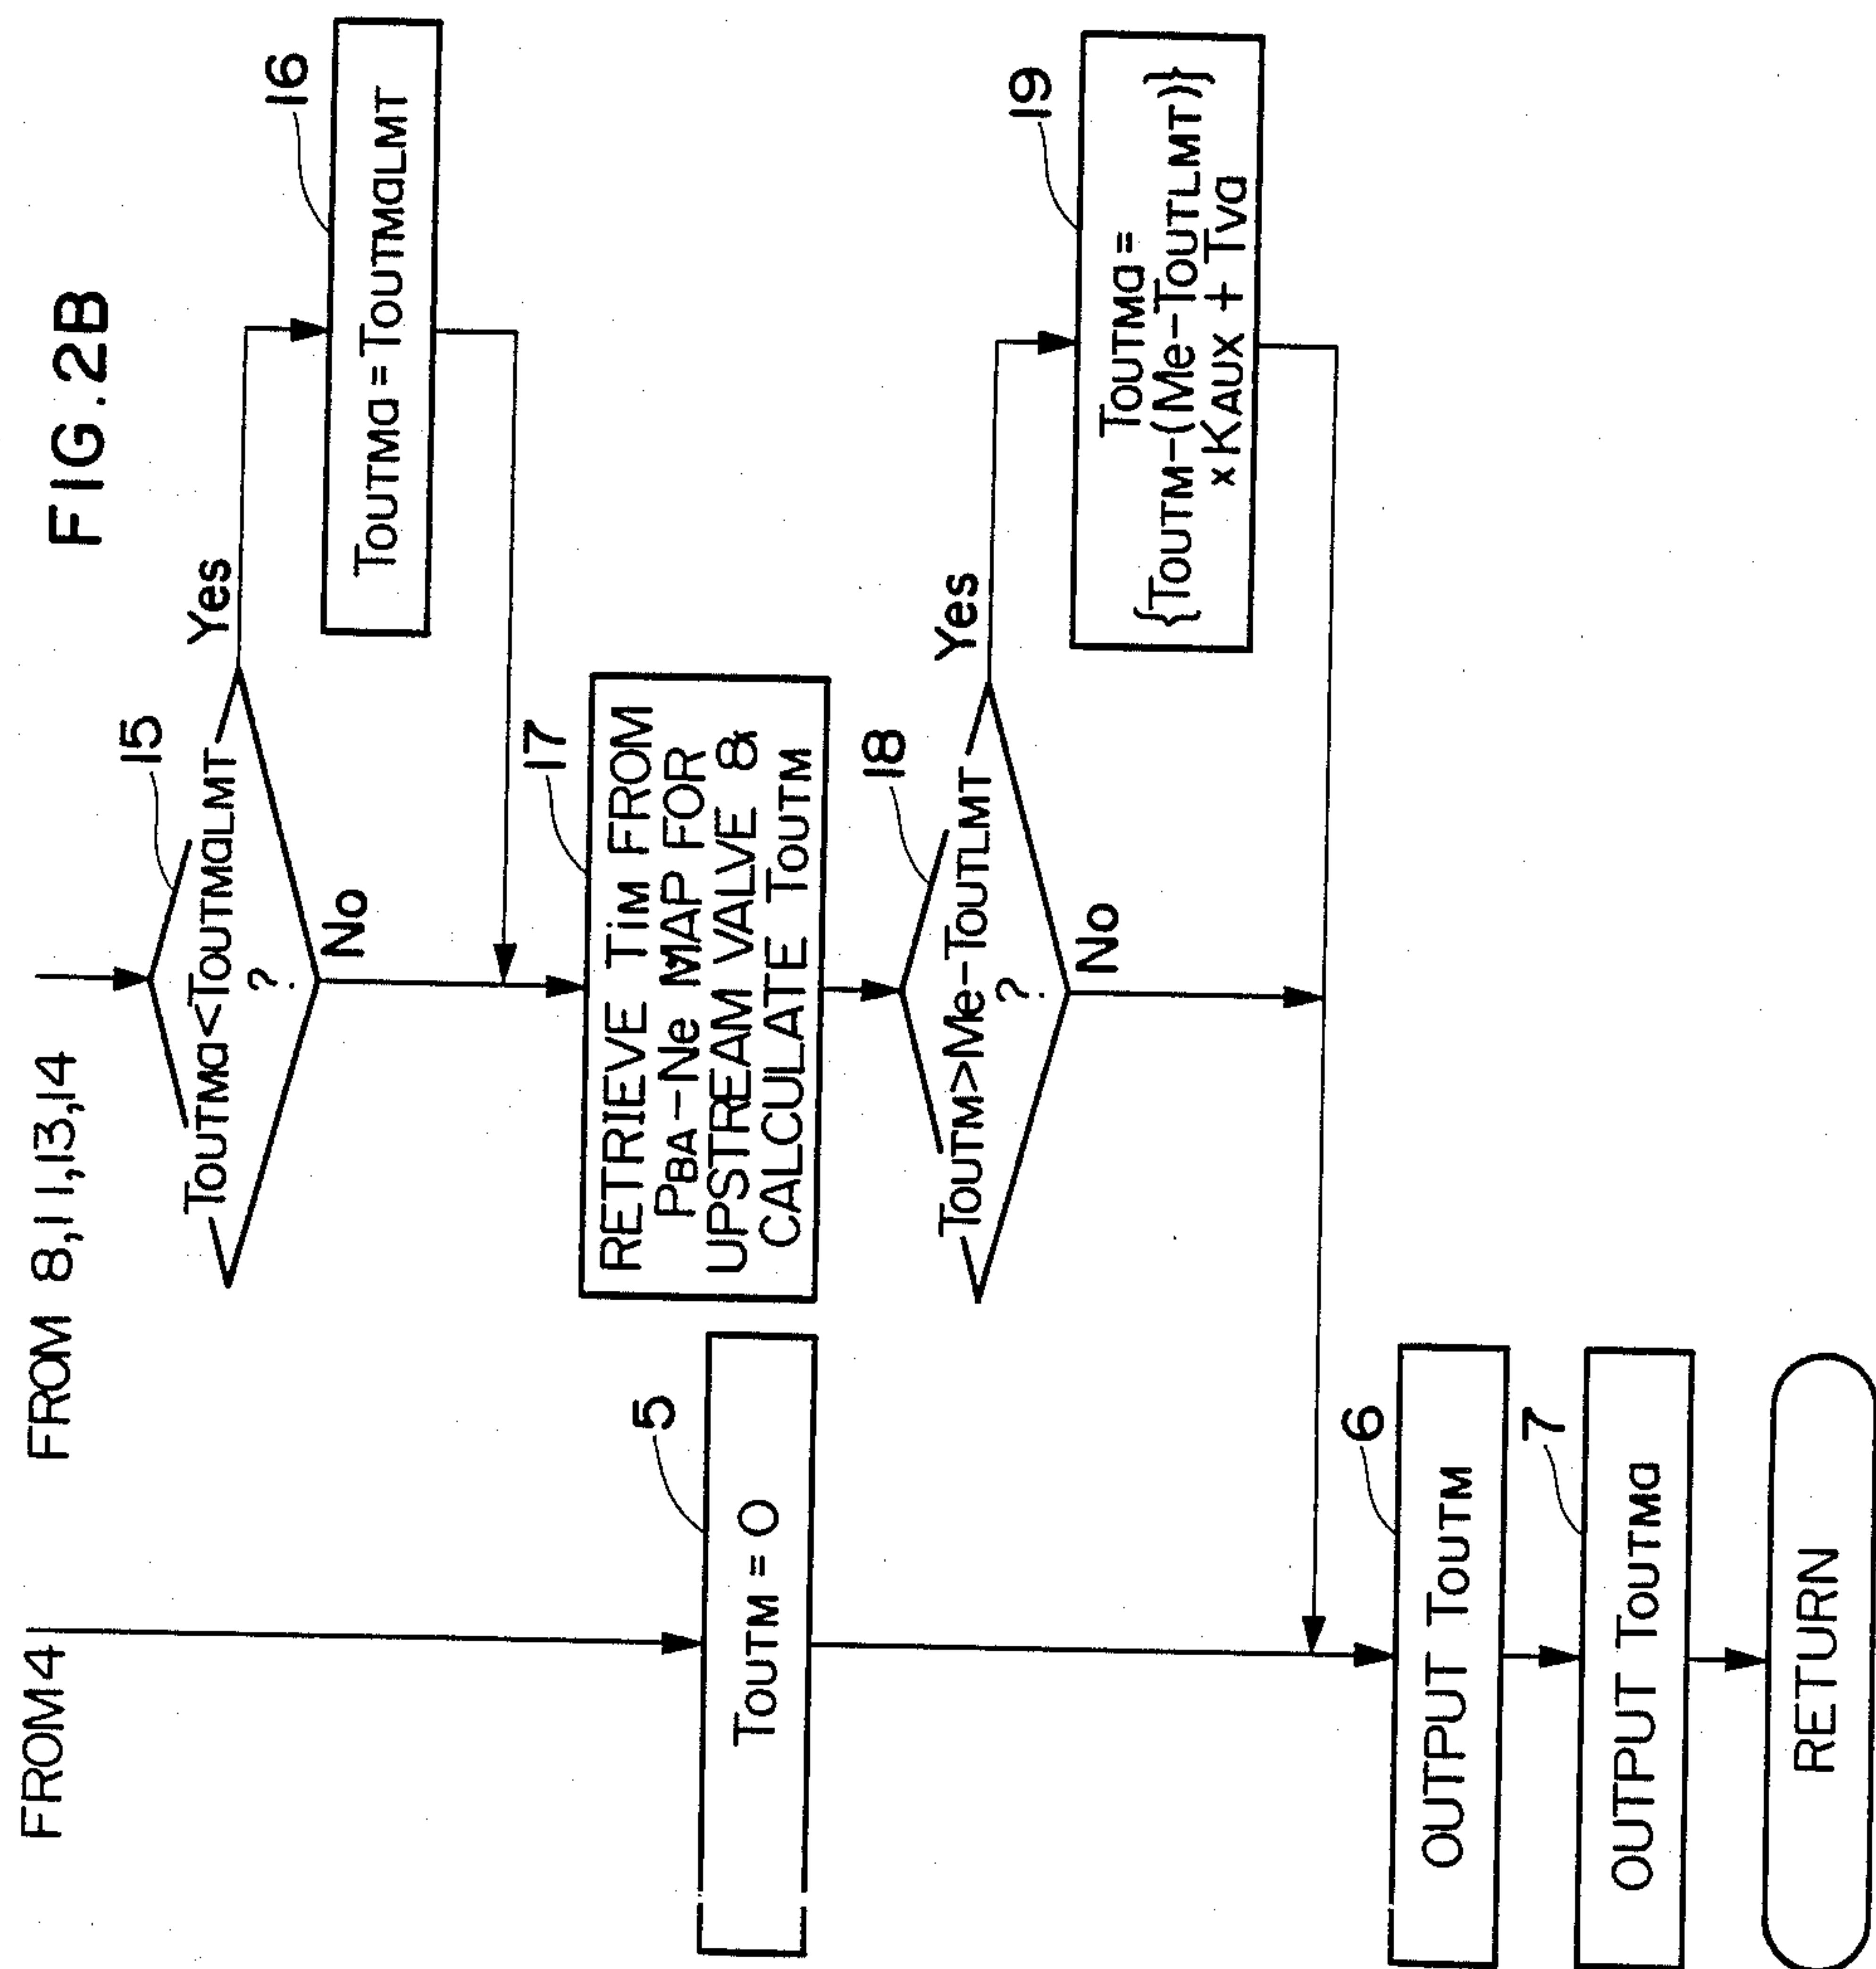 FIG.2B
FROM 4
FROM 8,11,13,14
15
TOUTMa<TOUTMaLMT
?
Yes
No
16
TOUTMa = TOUTMaLMT
17
RETRIEVE TiM FROM
PBA-Ne MAP FOR
UPSTREAM VALVE &
CALCULATE TOUTM
18
TOUTM>Me-TOUTLMT
?
Yes
No
19
TOUTMa =
{TOUTM-(Me-TOUTLMT)}
×KAUX + TVa
5
TOUTM = 0
6
OUTPUT TOUTM
7
OUTPUT TOUTMa
RETURN